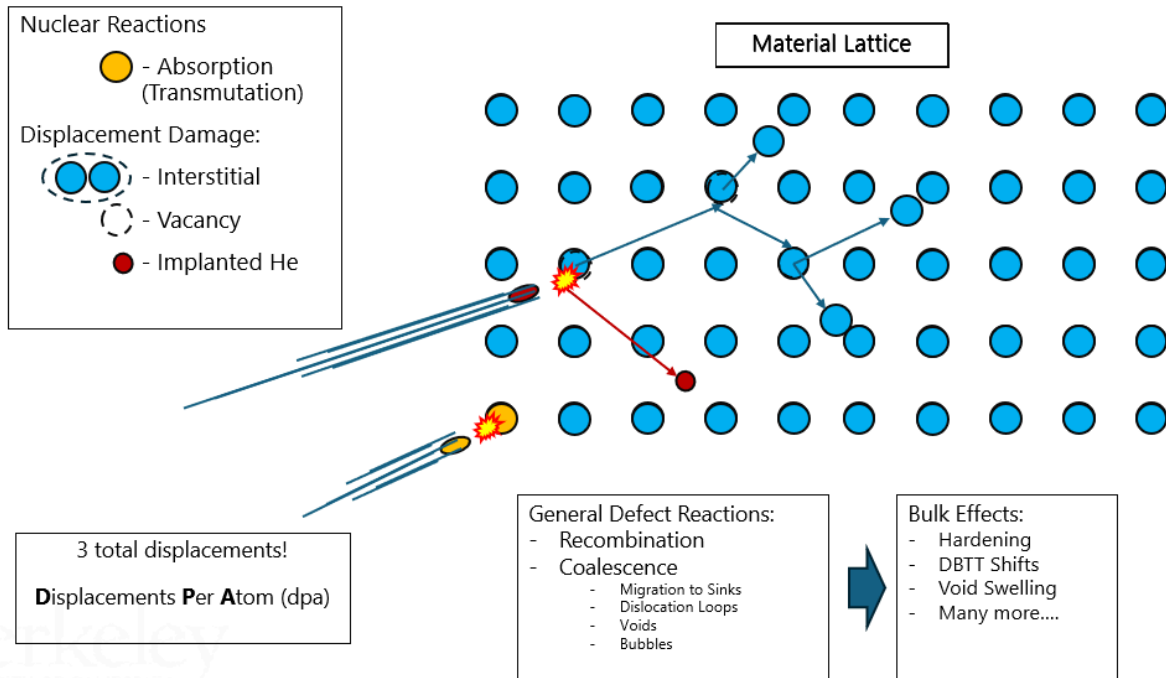 Nuclear Reactions
- Absorption
(Transmutation)
Displacement Damage:
- Interstitial
- Vacancy
- Implanted He
Material Lattice
3 total displacements!
Displacements Per Atom (dpa)
General Defect Reactions:
- Recombination
- Coalescence
- Migration to Sinks
- Dislocation Loops
- Voids
- Bubbles
Bulk Effects:
- Hardening
- DBTT Shifts
- Void Swelling
- Many more....
erkeley